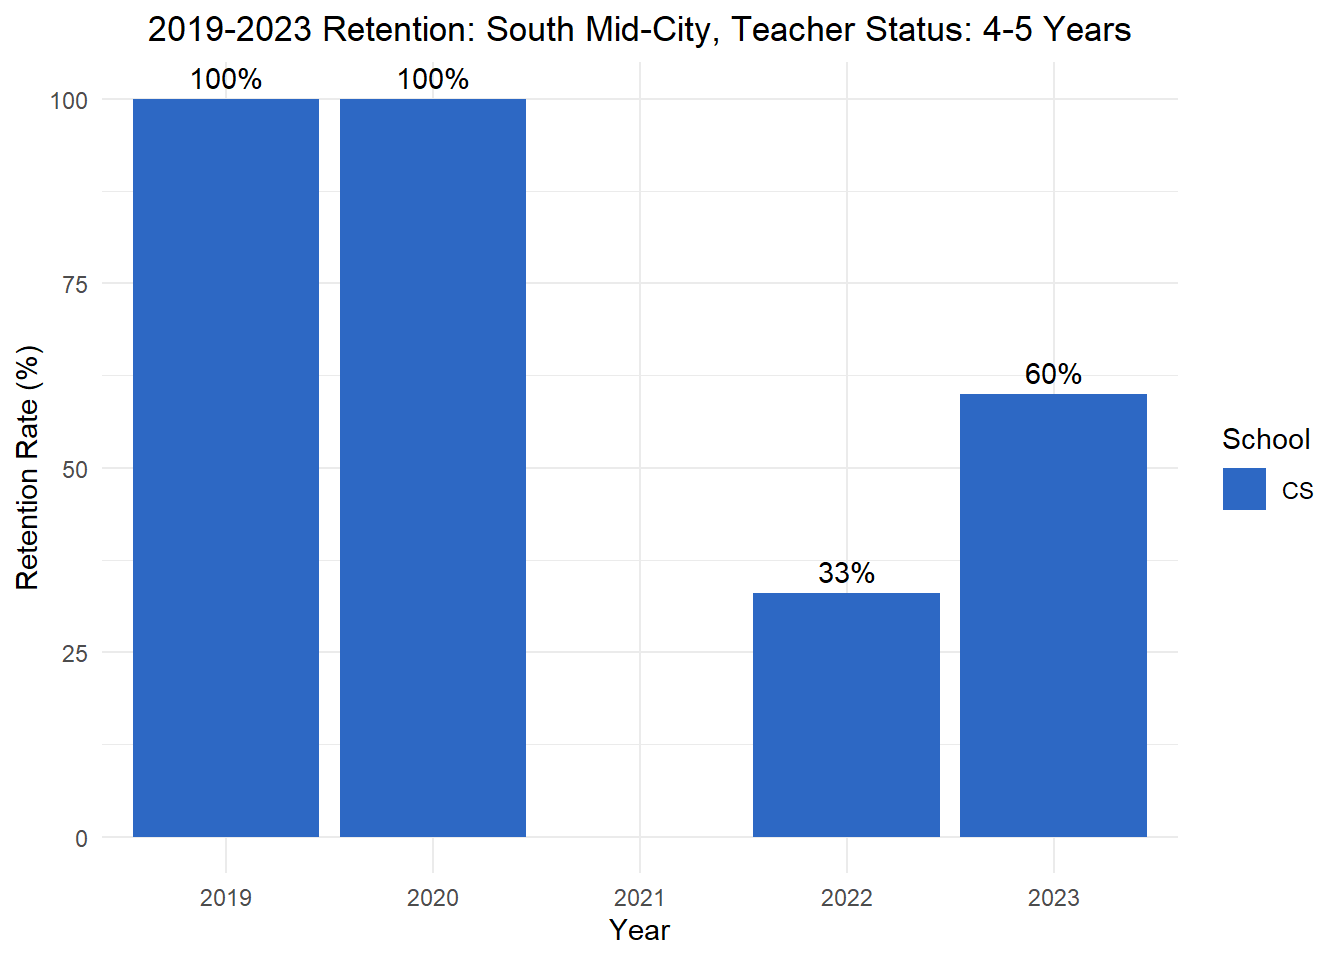 2019-2023 Retention: South Mid-City, Teacher Status: 4-5 Years
100%
100%
100
75
60%
50
33%
25
0
2019
2020
2021
2022
2023
Year
Retention Rate (%)
School
CS